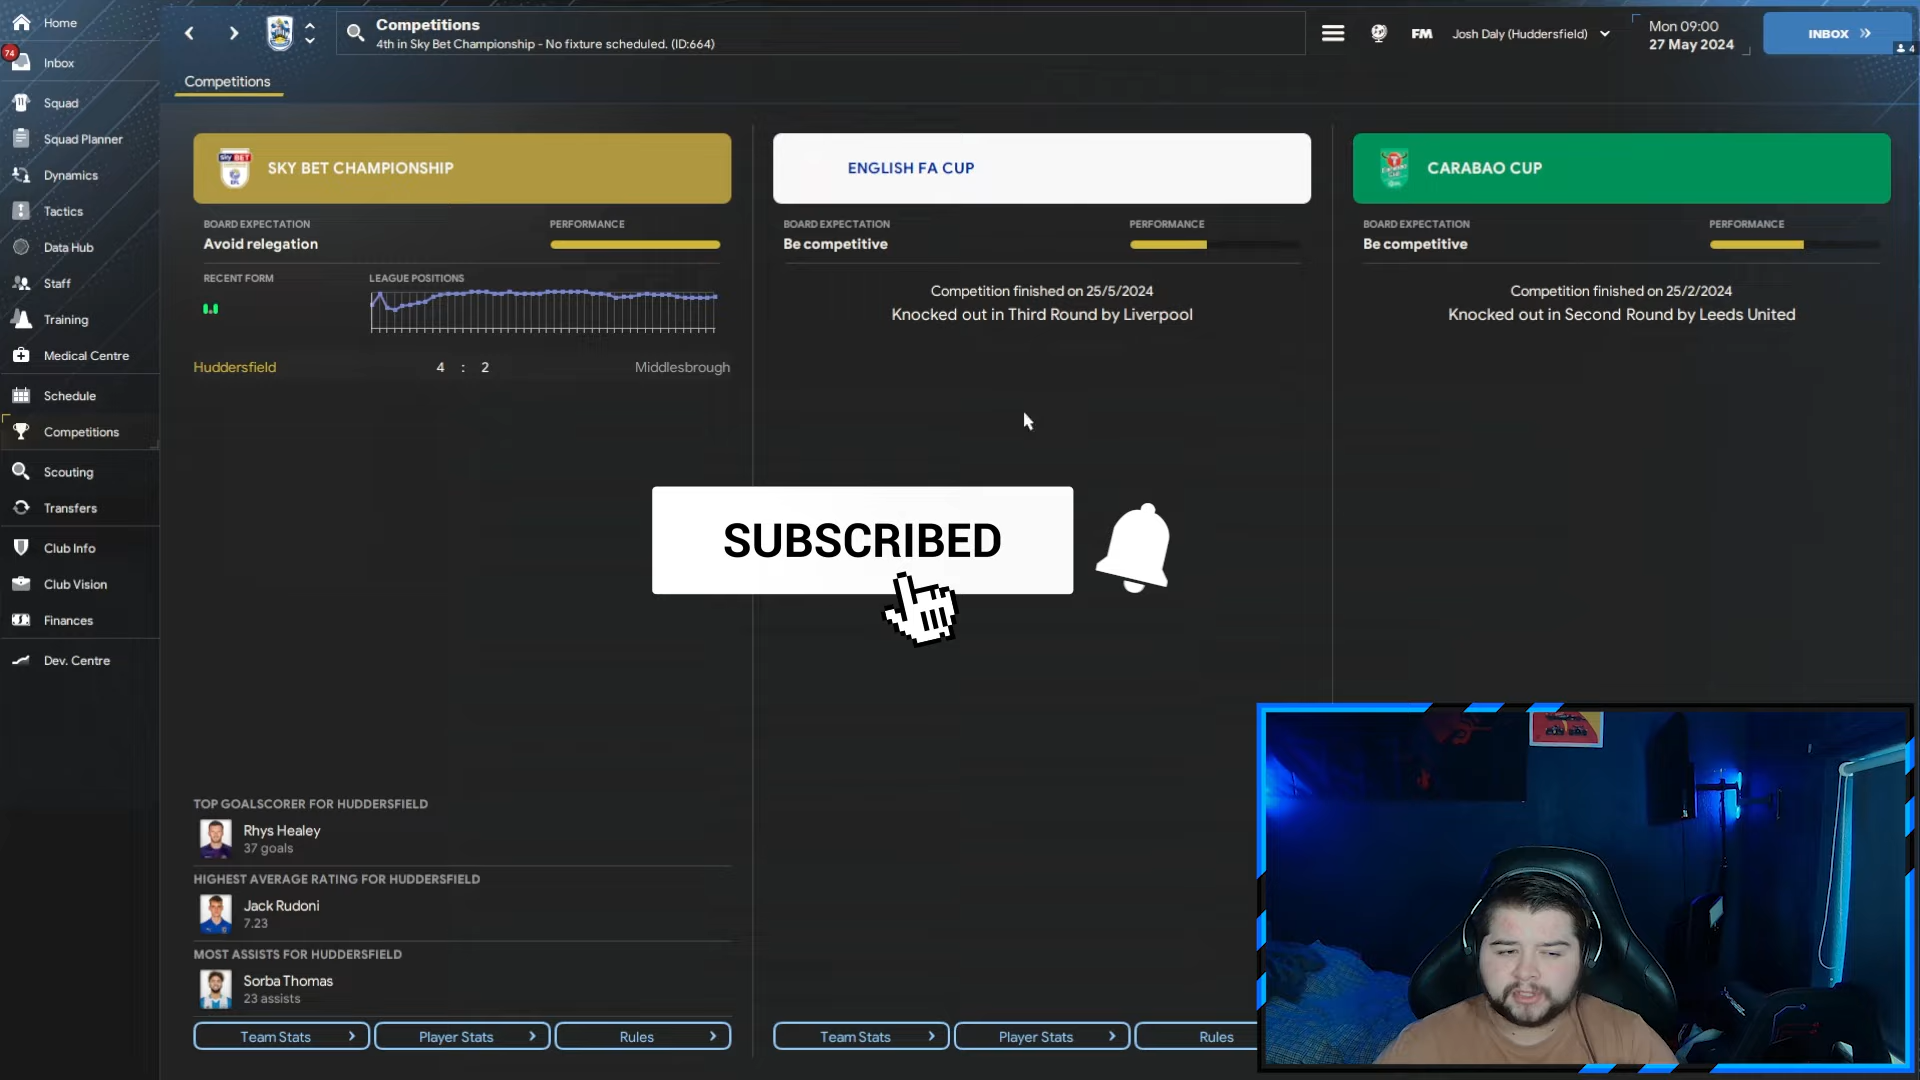 Home
74
Inbox
Squad
Squad Planner
Dynamics
Tactics
Data Hub
Staff
Training
Medical Centre
Schedule
Competitions
Scouting
Transfers
Club Info
Club Vision
Finances
Dev. Centre
Competitions
4th in Sky Bet Championship - No fixture scheduled. (ID:664)
FM
Josh Daly (Huddersfield)
Mon 09:00
27 May 2024
INBOX
4
Competitions
SKY BET CHAMPIONSHIP
BOARD EXPECTATION
PERFORMANCE
Avoid relegation
RECENT FORM
LEAGUE POSITIONS
Huddersfield
4 : 2
Middlesbrough
TOP GOALSCORER FOR HUDDERSFIELD
Rhys Healey
37 goals
HIGHEST AVERAGE RATING FOR HUDDERSFIELD
Jack Rudoni
7.23
MOST ASSISTS FOR HUDDERSFIELD
Sorba Thomas
23 assists
Team Stats
Player Stats
Rules
ENGLISH FA CUP
BOARD EXPECTATION
PERFORMANCE
Be competitive
Competition finished on 25/5/2024
Knocked out in Third Round by Liverpool
SUBSCRIBED
Team Stats
Player Stats
Rules
CARABAO CUP
BOARD EXPECTATION
PERFORMANCE
Be competitive
Competition finished on 25/2/2024
Knocked out in Second Round by Leeds United